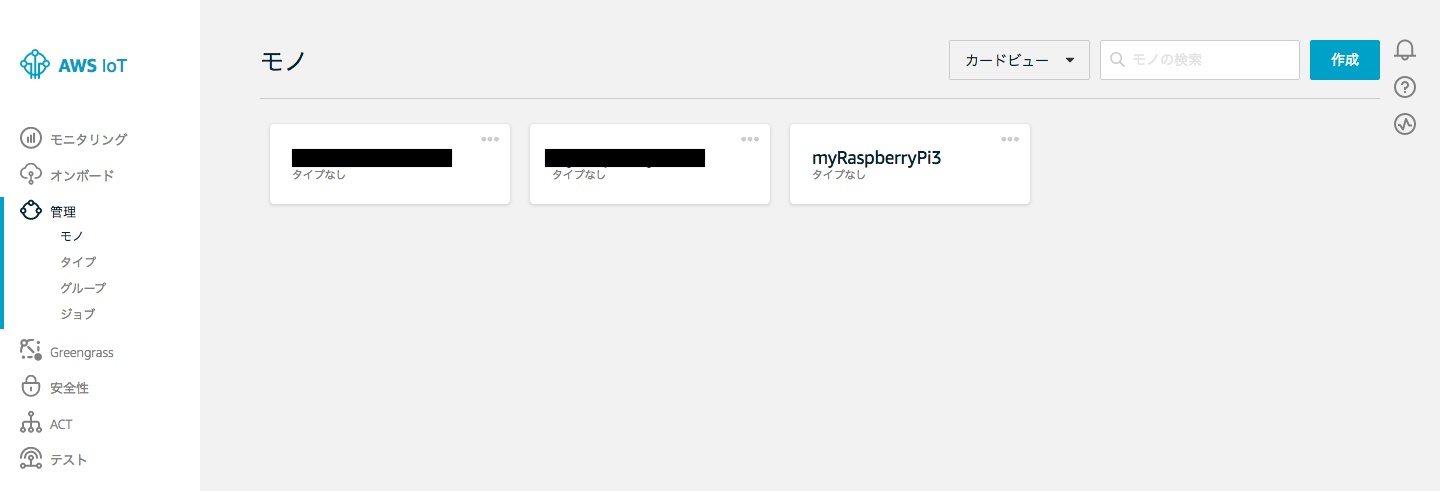 AWS IoT
モニタリング
オンボード
管理
モノ
タイプ
グループ
ジョブ
Greengrass
安全性
ACT
テスト
モノ
カードビュー
モノの検索
作成
タイプなし
タイプなし
myRaspberryPi3
タイプなし